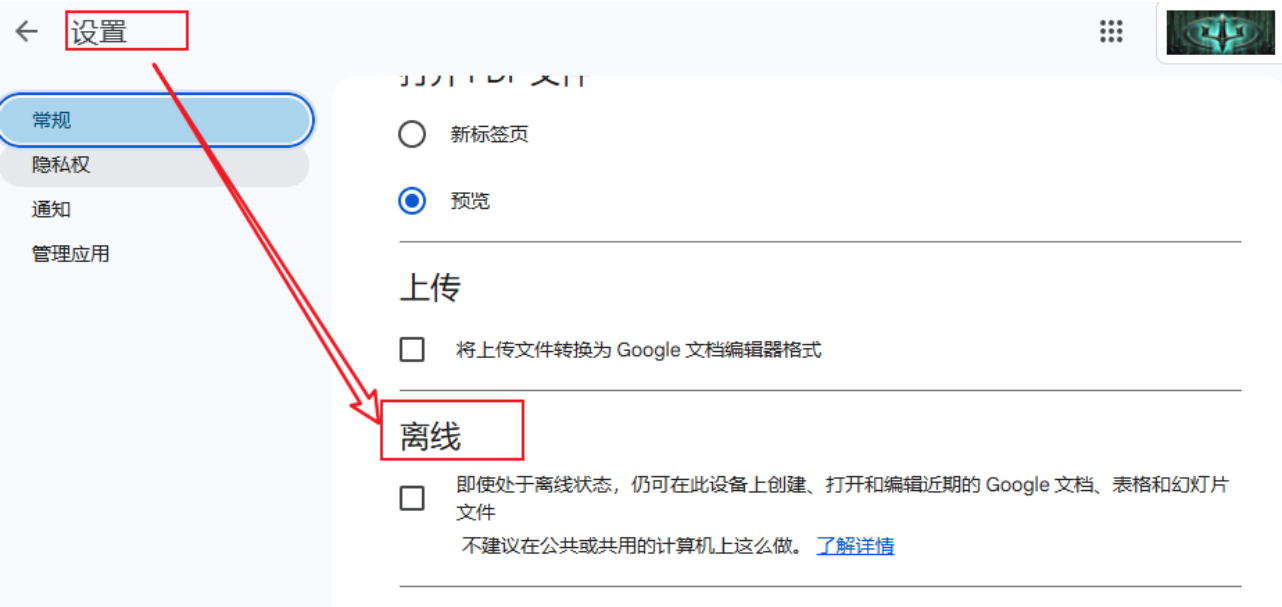 设置
常规
隐私权
通知
管理应用
打开 PDF 文件
新标签页
预览
上传
将上传文件转换为 Google 文档编辑器格式
离线
即使处于离线状态，仍可在此设备上创建、打开和编辑近期的 Google 文档、表格和幻灯片
文件
不建议在公共或共用的计算机上这么做。 了解详情